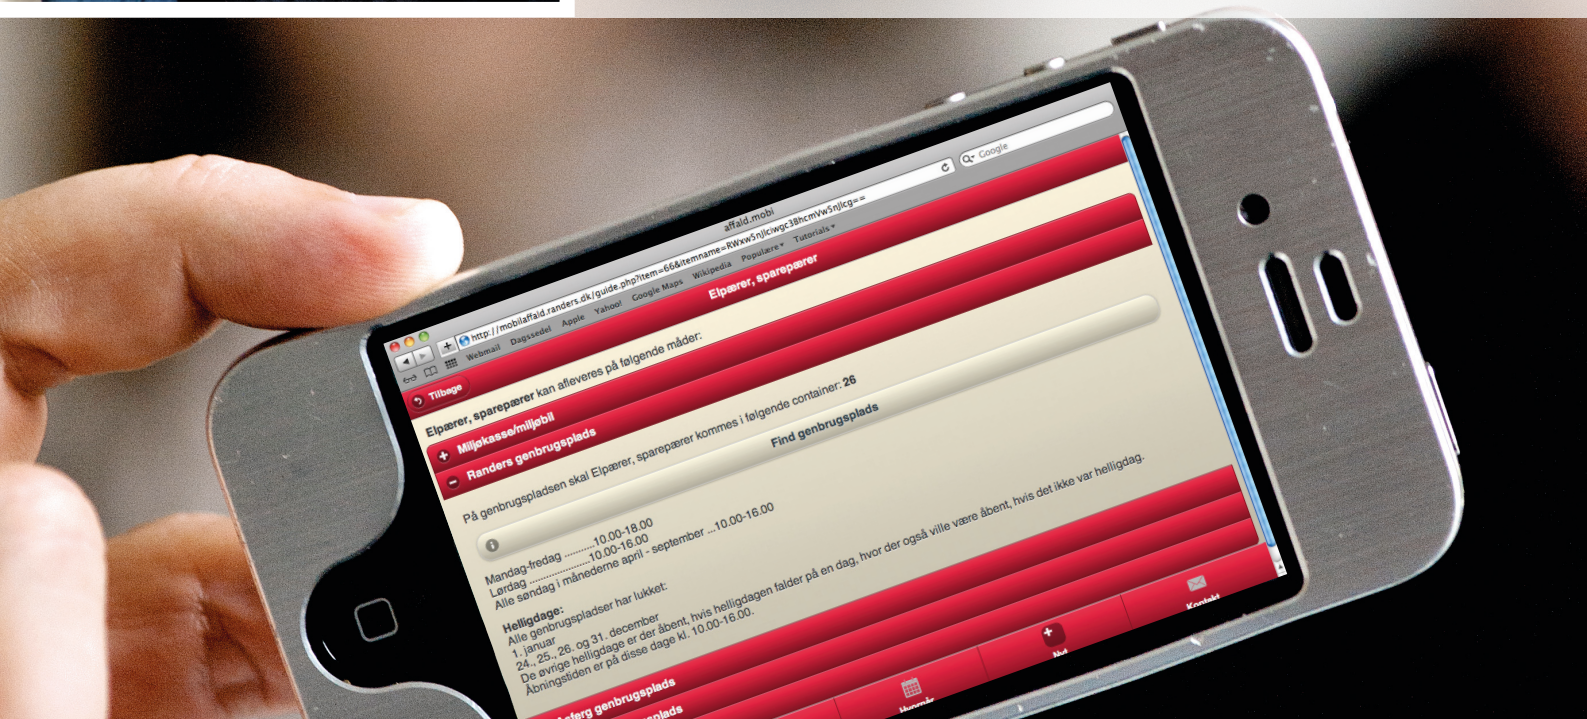 affald.mobi
http://mobilaffald.randers.dk/guide.php?item=66&itemname=RWxwSnJlciwgc3BhcmVwSnJlcg==
Google
Webmail Dagssedel Apple Yahoo! Google Maps Wikipedia Populære Tutorials
Tilbage
Elpærer, sparepærer
Elpærer, sparepærer kan afleveres på følgende måder:
Miljøkasse/miljøbil
Randers genbrugsplads
På genbrugspladsen skal Elpærer, sparepærer kommes i følgende container: 26
Find genbrugsplads
Mandag-fredag ..........10.00-18.00
Lørdag ....................10.00-16.00
Alle søndag i månederne april - september ...10.00-16.00
Helligdage:
Alle genbrugspladser har lukket:
1. januar
24., 25., 26. og 31. december
De øvrige helligdage er der åbent, hvis helligdagen falder på en dag, hvor der også ville være åbent, hvis det ikke var helligdag.
Åbningstiden er på disse dage kl. 10.00-16.00.
Asferg genbrugsplads
Hvornår
Nyt
Kontakt